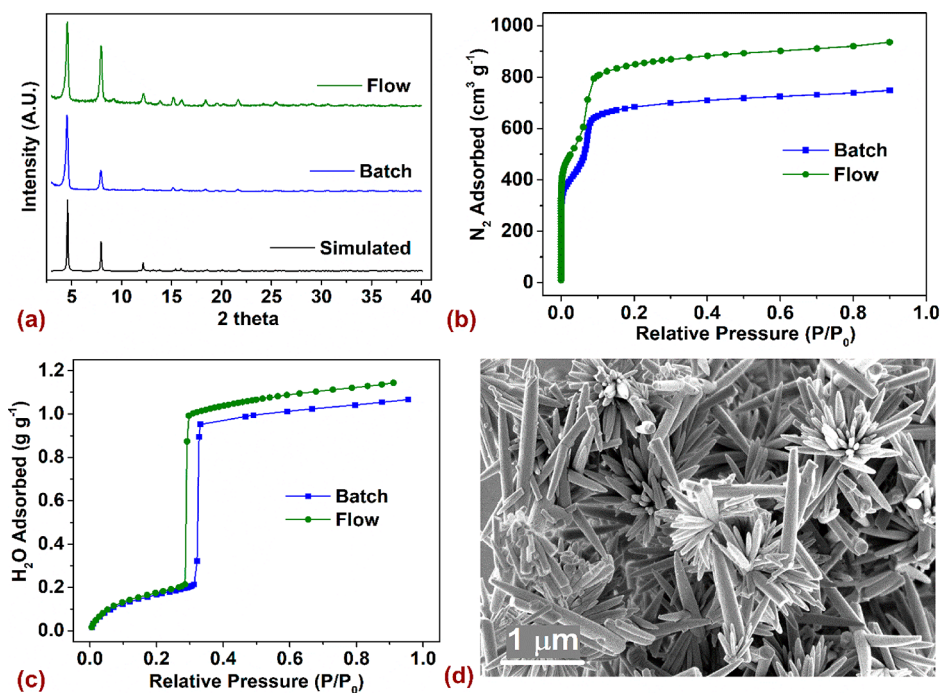 Intensity (A.U.)
Flow
Batch
Simulated
5 10 15 20 25 30 35 40
2 theta
(a)
N₂ Adsorbed (cm³ g⁻¹)
1000
800
600
400
200
0
Batch
Flow
0.0 0.2 0.4 0.6 0.8 1.0
Relative Pressure (P/P₀)
(b)
H₂O Adsorbed (g g⁻¹)
1.2
1.0
0.8
0.6
0.4
0.2
0.0
Batch
Flow
0.0 0.2 0.4 0.6 0.8 1.0
Relative Pressure (P/P₀)
(c)
1 μm
(d)